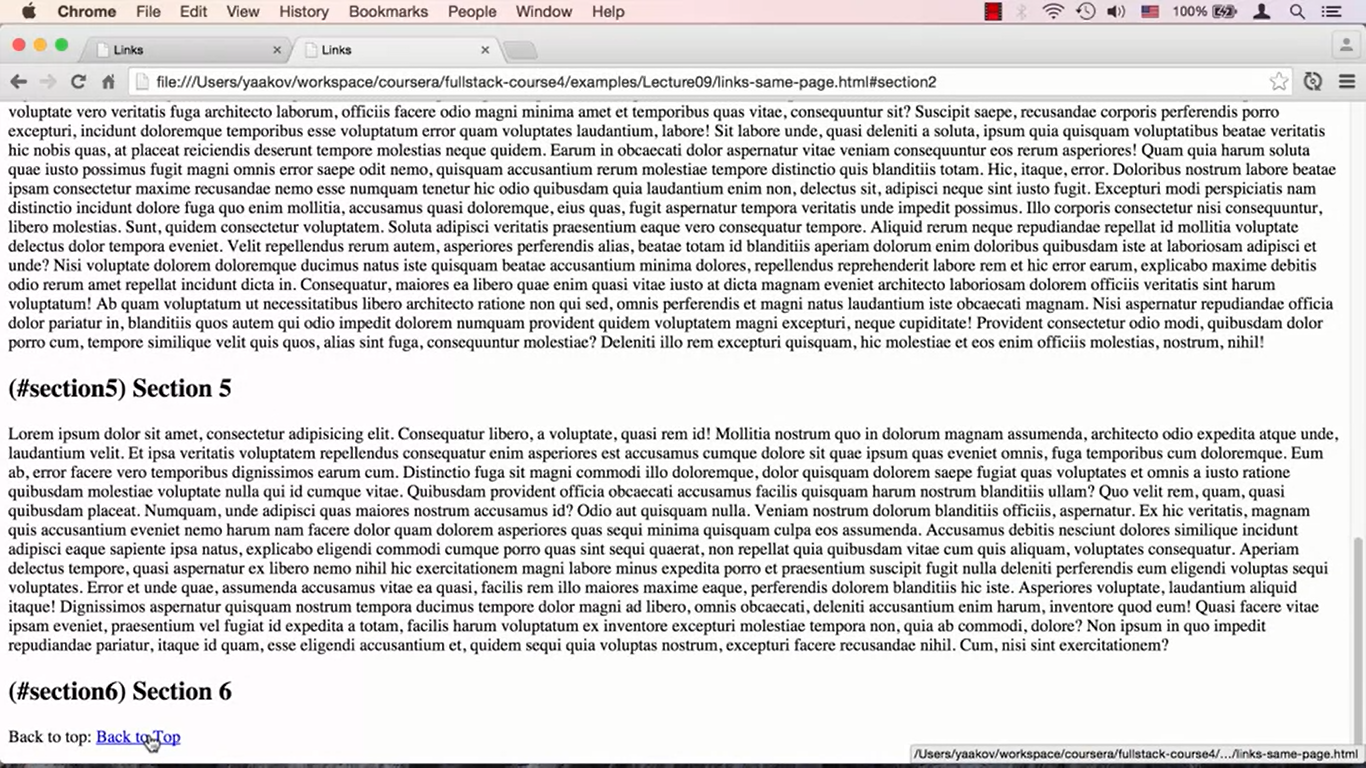 Chrome File Edit View History Bookmarks People Window Help 100%
Links Links
file:///Users/yaakov/workspace/coursera/fullstack-course4/examples/Lecture09/links-same-page.html#section2
voluptate vero veritatis fuga architecto laborum, officiis facere odio magni minima amet et temporibus quas vitae, consequuntur sit? Suscipit saepe, recusandae corporis perferendis porro
excepturi, incidunt doloremque temporibus esse voluptatum error quam voluptates laudantium, labore! Sit labore unde, quasi deleniti a soluta, ipsum quia quisquam voluptatibus beatae veritatis
hic nobis quas, at placeat reiciendis deserunt tempore molestias neque quidem. Earum in obcaecati dolor aspernatur vitae veniam consequuntur eos rerum asperiores! Quam quia harum soluta
quae iusto possimus fugit magni omnis error saepe odit nemo, quisquam accusantium rerum molestiae tempore distinctio quis blanditiis totam. Hic, itaque, error. Doloribus nostrum labore beatae
ipsam consectetur maxime recusandae nemo esse numquam tenetur hic odio quibusdam quia laudantium enim non, delectus sit, adipisci neque sint iusto fugit. Excepturi modi perspiciatis nam
distinctio incidunt dolore fuga quo enim mollitia, accusamus quasi doloremque, eius quas, fugit aspernatur tempora veritatis unde impedit possimus. Illo corporis consectetur nisi consequuntur,
libero molestias. Sunt, quidem consectetur voluptatem. Soluta adipisci veritatis praesentium eaque vero consequatur tempore. Aliquid rerum neque repudiandae repellat id mollitia voluptate
delectus dolor tempora eveniet. Velit repellendus rerum autem, asperiores perferendis alias, beatae totam id blanditiis aperiam dolorum enim doloribus quibusdam iste at laboriosam adipisci et
unde? Nisi voluptate dolorem doloremque ducimus natus iste quisquam beatae accusantium minima dolores, repellendus reprehenderit labore rem et hic error earum, explicabo maxime debitis
odio rerum amet repellat incidunt dicta in. Consequatur, maiores ea libero quae enim quasi vitae iusto at dicta magnam eveniet architecto laboriosam dolorem officiis veritatis sint harum
voluptatum! Ab quam voluptatum ut necessitatibus libero architecto ratione non qui sed, omnis perferendis et magni natus laudantium iste obcaecati magnam. Nisi aspernatur repudiandae officia
dolor pariatur in, blanditiis quos autem qui odio impedit dolorem numquam provident quidem voluptatem magni excepturi, neque cupiditate! Provident consectetur odio modi, quibusdam dolor
porro cum, tempore similique velit quis quos, alias sint fuga, consequuntur molestiae? Deleniti illo rem excepturi quisquam, hic molestiae et eos enim officiis molestias, nostrum, nihil!
(#section5) Section 5
Lorem ipsum dolor sit amet, consectetur adipisicing elit. Consequatur libero, a voluptate, quasi rem id! Mollitia nostrum quo in dolorum magnam assumenda, architecto odio expedita atque unde,
laudantium velit. Et ipsa veritatis voluptatem repellendus consequatur enim asperiores est accusamus cumque dolore sit quae ipsum quas eveniet omnis, fuga temporibus cum doloremque. Eum
ab, error facere vero temporibus dignissimos earum cum. Distinctio fuga sit magni commodi illo doloremque, dolor quisquam dolorem saepe fugiat quas voluptates et omnis a iusto ratione
quibusdam molestiae voluptate nulla qui id cumque vitae. Quibusdam provident officia obcaecati accusamus facilis quisquam harum nostrum blanditiis ullam? Quo velit rem, quam, quasi
quibusdam placeat. Numquam, unde adipisci quas maiores nostrum accusamus id? Odio aut quisquam nulla. Veniam nostrum dolorum blanditiis officiis, aspernatur. Ex hic veritatis, magnam
quis accusantium eveniet nemo harum nam facere dolor quam dolorem asperiores quas sequi minima quisquam culpa eos assumenda. Accusamus debitis nesciunt dolores similique incidunt
adipisci eaque sapiente ipsa natus, explicabo eligendi commodi cumque porro quas sint sequi quaerat, non repellat quia quibusdam vitae cum quis aliquam, voluptates consequatur. Aperiam
delectus tempore, quasi aspernatur ex libero nemo nihil hic exercitationem magni labore minus expedita porro et praesentium suscipit fugit nulla deleniti perferendis eum eligendi voluptas sequi
voluptates. Error et unde quae, assumenda accusamus vitae ea quasi, facilis rem illo maiores maxime eaque, perferendis dolorem blanditiis hic iste. Asperiores voluptate, laudantium aliquid
itaque! Dignissimos aspernatur quisquam nostrum tempora ducimus tempore dolor magni ad libero, omnis obcaecati, deleniti accusantium enim harum, inventore quod eum! Quasi facere vitae
ipsam eveniet, praesentium vel fugiat id expedita a totam, facilis harum voluptatum ex inventore excepturi molestiae tempora non, quia ab commodi, dolore? Non ipsum in quo impedit
repudiandae pariatur, itaque id quam, esse eligendi accusantium et, quidem sequi quia voluptas nostrum, excepturi facere recusandae nihil. Cum, nisi sint exercitationem?
(#section6) Section 6
Back to top: Back to Top
/Users/yaakov/workspace/coursera/fullstack-course4/.../links-same-page.html